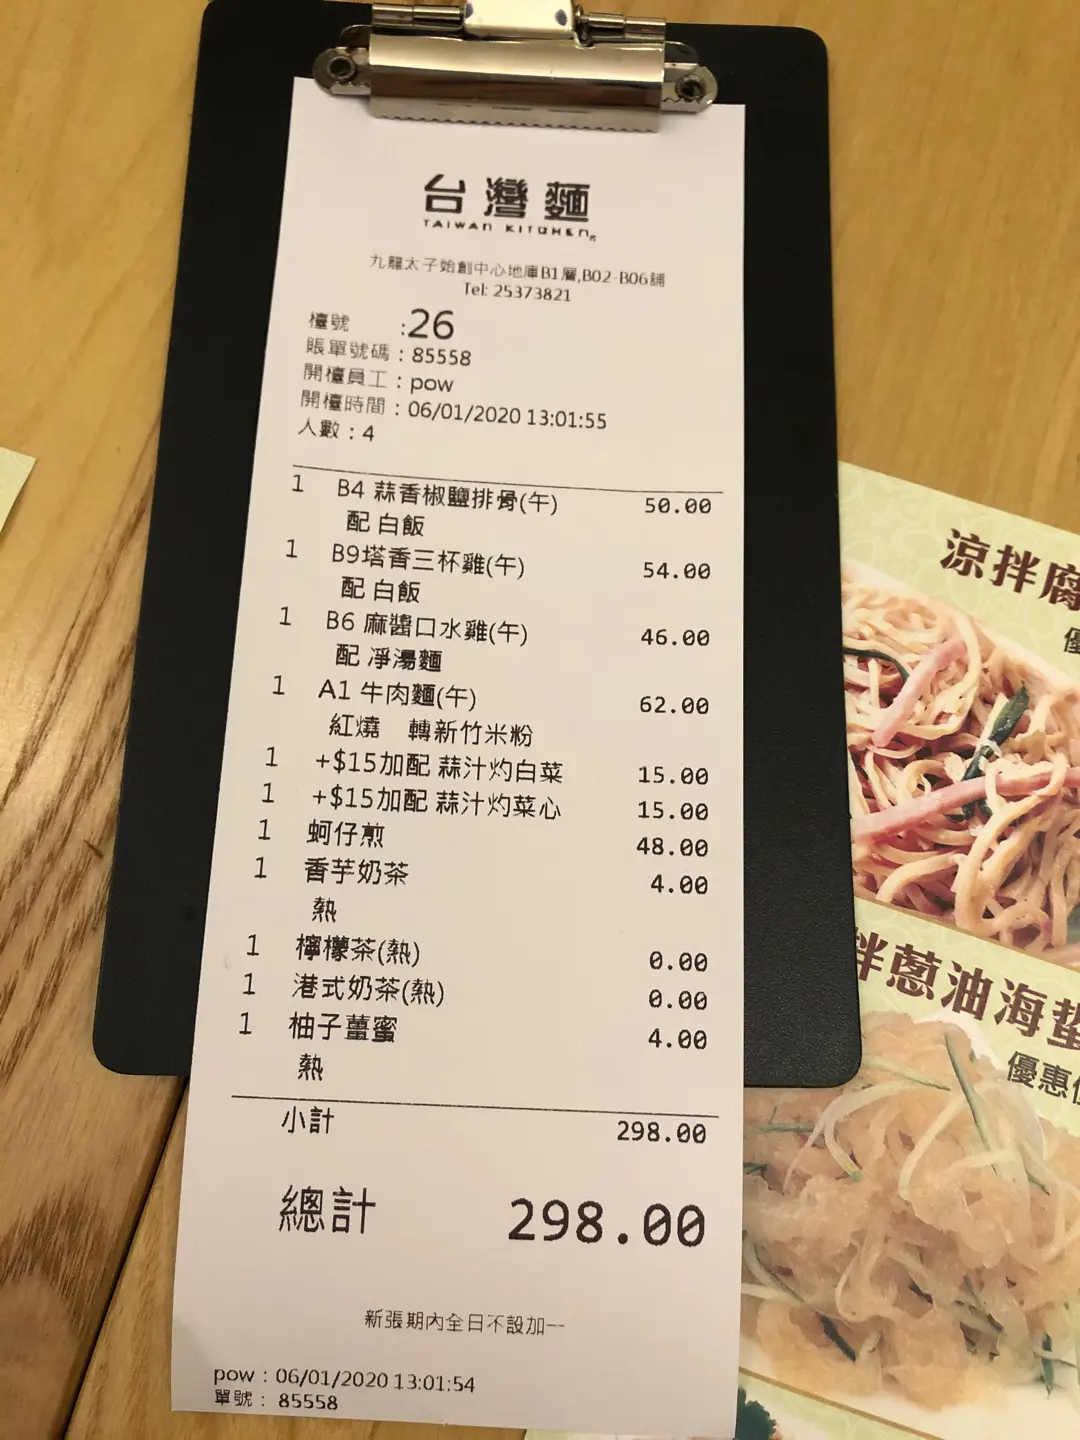 台灣麵
TAIWAN KITCHEN
九龍太子始創中心地庫B1層,B02-B06舖
Tel: 25373821
檯號 :26
賬單號碼：85558
開檯員工：pow
開檯時間：06/01/2020 13:01:55
人數：4
1 B4 蒜香椒鹽排骨(午) 50.00
配 白飯
1 B9塔香三杯雞(午) 54.00
配 白飯
1 B6 麻醬口水雞(午) 46.00
配 淨湯麵
1 A1 牛肉麵(午) 62.00
紅燒 轉新竹米粉
1 +$15加配 蒜汁灼白菜 15.00
1 +$15加配 蒜汁灼菜心 15.00
1 蚵仔煎 48.00
1 香芋奶茶 4.00
熱
1 檸檬茶(熱) 0.00
1 港式奶茶(熱) 0.00
1 柚子薑蜜 4.00
熱
小計 298.00
總計 298.00
新張期內全日不設加一
pow：06/01/2020 13:01:54
單號： 85558
涼拌腐
優
拌蔥油海蜇
優惠